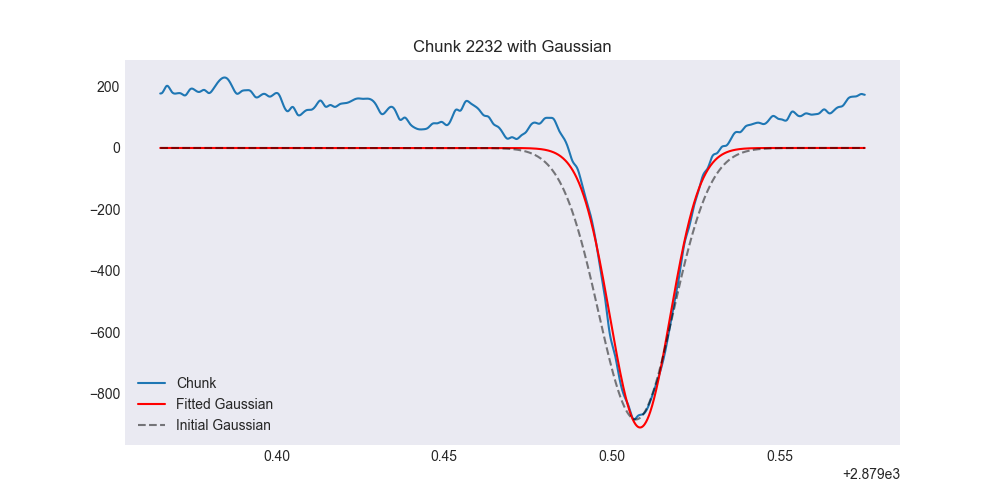 Chunk 2232 with Gaussian
200
0
−200
−400
−600
−800
Chunk
Fitted Gaussian
Initial Gaussian
0.40 0.45 0.50 0.55
+2.879e3